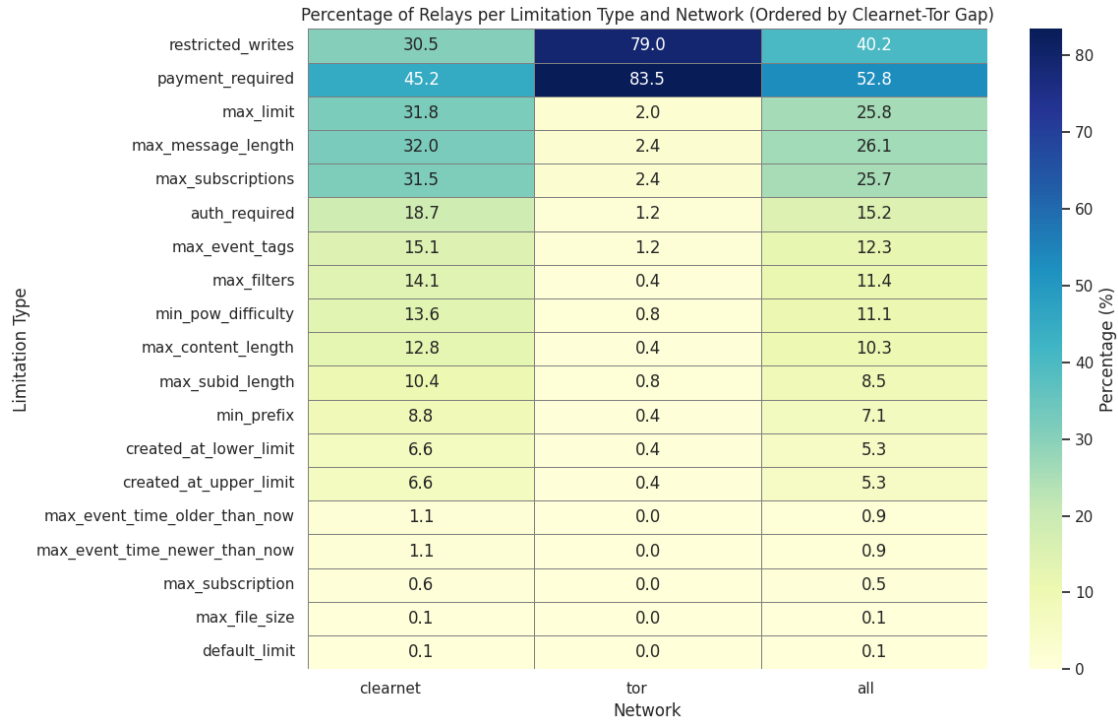 Percentage of Relays per Limitation Type and Network (Ordered by Clearnet-Tor Gap)
restricted_writes 30.5 79.0 40.2
payment_required 45.2 83.5 52.8
max_limit 31.8 2.0 25.8
max_message_length 32.0 2.4 26.1
max_subscriptions 31.5 2.4 25.7
auth_required 18.7 1.2 15.2
max_event_tags 15.1 1.2 12.3
max_filters 14.1 0.4 11.4
min_pow_difficulty 13.6 0.8 11.1
max_content_length 12.8 0.4 10.3
max_subid_length 10.4 0.8 8.5
min_prefix 8.8 0.4 7.1
created_at_lower_limit 6.6 0.4 5.3
created_at_upper_limit 6.6 0.4 5.3
max_event_time_older_than_now 1.1 0.0 0.9
max_event_time_newer_than_now 1.1 0.0 0.9
max_subscription 0.6 0.0 0.5
max_file_size 0.1 0.0 0.1
default_limit 0.1 0.0 0.1
clearnet tor all
Network
Limitation Type
80
70
60
50
40
30
20
10
0
Percentage (%)